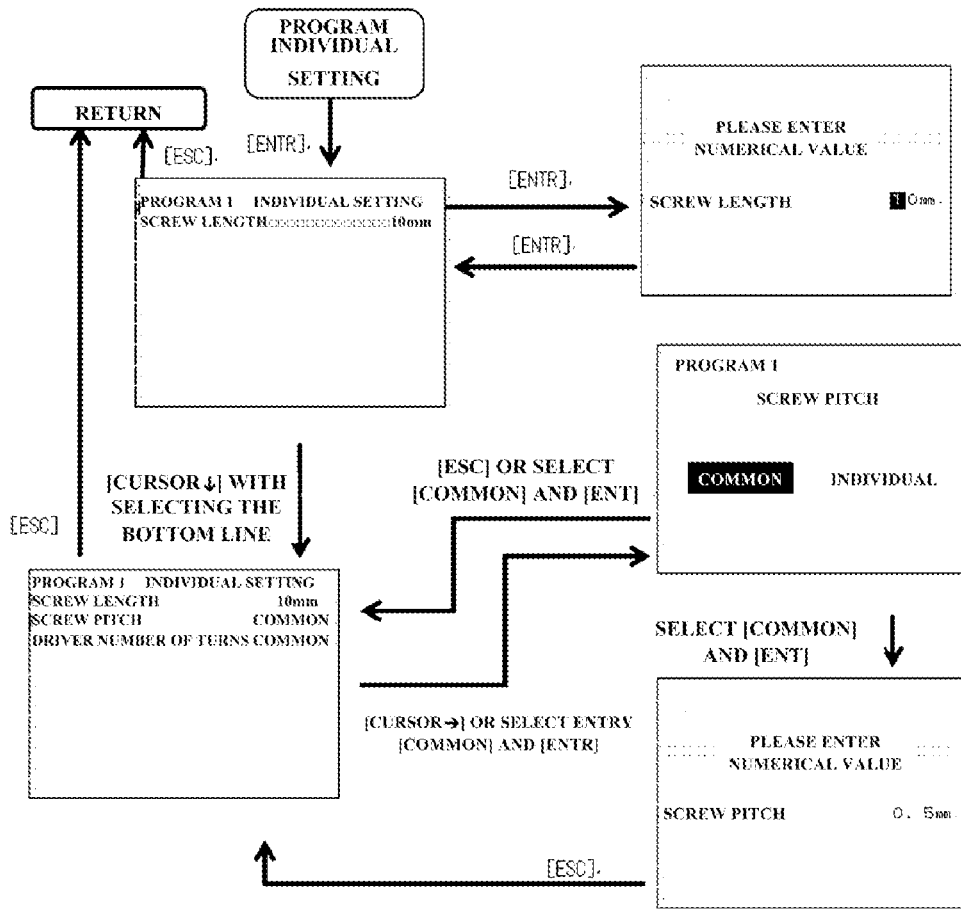 PROGRAM
INDIVIDUAL
SETTING
RETURN
[ESC].
[ENTR].
PROGRAM 1 INDIVIDUAL SETTING
SCREW LENGTH 10mm
[ENTR].
[ENTR].
PLEASE ENTER
NUMERICAL VALUE
SCREW LENGTH 10mm.
PROGRAM 1
SCREW PITCH
COMMON INDIVIDUAL
[CURSOR↓] WITH
SELECTING THE
BOTTOM LINE
[ESC]
[ESC] OR SELECT
[COMMON] AND [ENT]
PROGRAM 1 INDIVIDUAL SETTING
SCREW LENGTH 10mm
SCREW PITCH COMMON
DRIVER NUMBER OF TURNS COMMON
SELECT [COMMON]
AND [ENT]
[CURSOR→] OR SELECT ENTRY
[COMMON] AND [ENTR]
PLEASE ENTER
NUMERICAL VALUE
SCREW PITCH 0. 5mm.
[ESC].